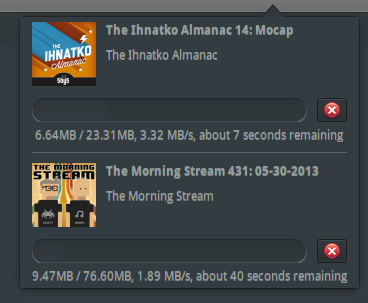 The Ihnatko Almanac 14: Mocap
The Ihnatko Almanac
THE
IHNATKO
Almanac
5by5
6.64MB / 23.31MB, 3.32 MB/s, about 7 seconds remaining
The Morning Stream 431: 05-30-2013
The Morning Stream
THE MORNING
STREAM
9.47MB / 76.60MB, 1.89 MB/s, about 40 seconds remaining